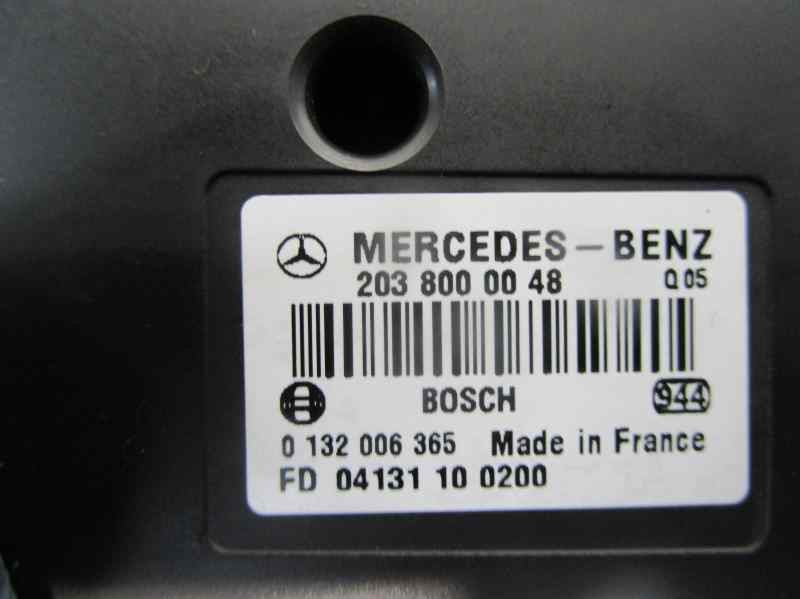 MERCEDES-BENZ
203 800 00 48 Q 05
BOSCH 944
0 132 006 365 Made in France
FD 04131 10 0200